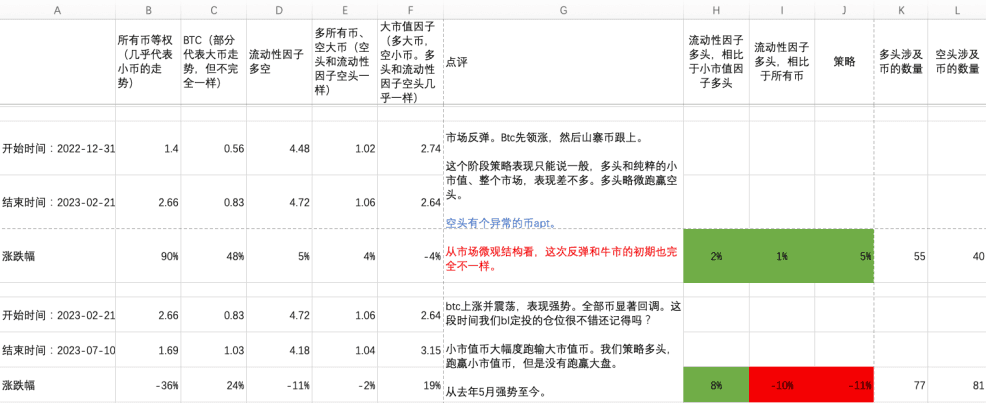 A B C D E F G H I J K L
所有币等权
（几乎代表
小币的走
势）
BTC（部分
代表大币走
势，但不完
全一样）
流动性因子
多空
多所有币、
空大币（空
头和流动性
因子空头一
样）
大市值因子
（多大币，
空小币。多
头和流动性
因子空头几
乎一样）
点评
流动性因子
多头，相比
于小市值因
子多头
流动性因子
多头，相比
于所有币
策略
多头涉及
币的数量
空头涉及
币的数量
开始时间：2022-12-31 1.4 0.56 4.48 1.02 2.74
结束时间：2023-02-21 2.66 0.83 4.72 1.06 2.64
涨跌幅 90% 48% 5% 4% -4%
市场反弹。Btc先领涨，然后山寨币跟上。
这个阶段策略表现只能说一般，多头和纯粹的小
市值、整个市场，表现差不多。多头略微跑赢空
头。
空头有个异常的币apt。
从市场微观结构看，这次反弹和牛市的初期也完
全不一样。
2% 1% 5% 55 40
开始时间：2023-02-21 2.66 0.83 4.72 1.06 2.64
结束时间：2023-07-10 1.69 1.03 4.18 1.04 3.15
涨跌幅 -36% 24% -11% -2% 19%
btc上涨并震荡，表现强势。全部币显著回调。这
段时间我们bl定投的仓位很不错还记得吗？
小市值币大幅度跑输大市值币。我们策略多头，
跑赢小市值币，但是没有跑赢大盘。
从去年5月强势至今。
8% -10% -11% 77 81